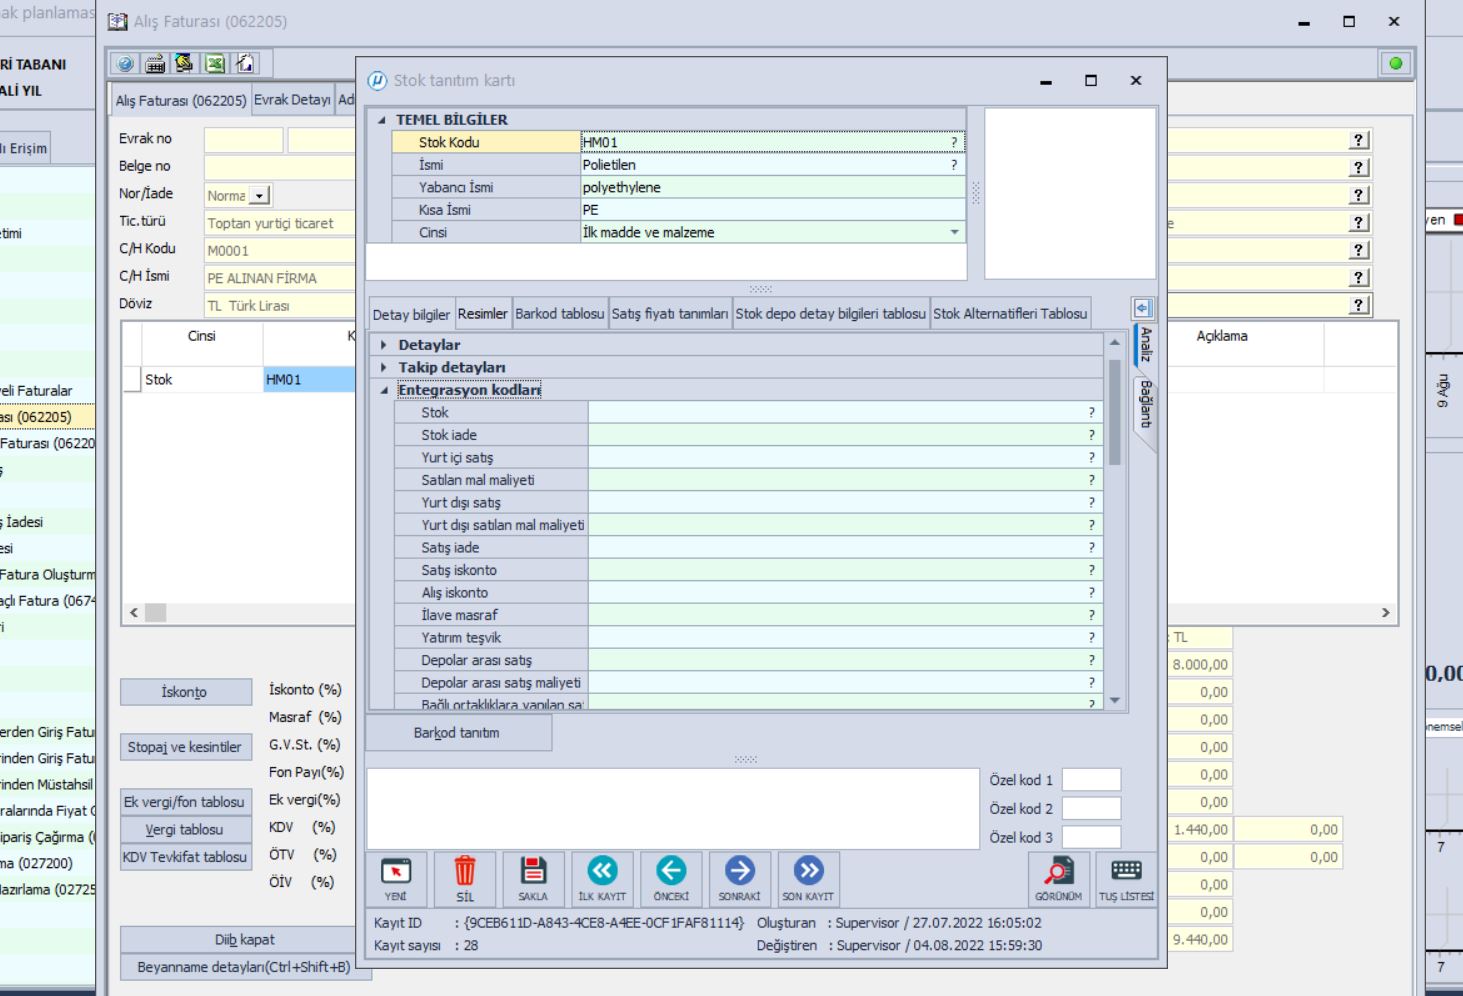 ak planlaması
Alış Faturası (062205)
Rİ TABANI
ALİ YIL
ı Erişim
etimi
eli Faturalar
ası (062205)
Faturası (06220
ş
ş İadesi
esi
Fatura Oluşturm
açlı Fatura (0674
ri
erden Giriş Fatu
rinden Giriş Fatu
rinden Müstahsil
ralarında Fiyat
ipariş Çağırma (
ma (027200)
azırlama (02725
Alış Faturası (062205) Evrak Detayı Ad
Evrak no
Belge no
Nor/İade Norma
Tic.türü Toptan yurtiçi ticaret
C/H Kodu M0001
C/H İsmi PE ALINAN FİRMA
Döviz TL Türk Lirası
Cinsi K Açıklama
Stok HM01
İskonto İskonto (%)
Masraf (%)
Stopaj ve kesintiler G.V.St. (%)
Fon Payı(%)
Ek vergi/fon tablosu Ek vergi(%)
Vergi tablosu KDV (%)
KDV Tevkifat tablosu ÖTV (%)
ÖİV (%)
Diib kapat
Beyanname detayları(Ctrl+Shift+B)
Stok tanıtım kartı
TEMEL BİLGİLER
Stok Kodu HM01 ?
İsmi Polietilen ?
Yabancı İsmi polyethylene
Kısa İsmi PE
Cinsi İlk madde ve malzeme
Detay bilgiler Resimler Barkod tablosu Satış fiyatı tanımları Stok depo detay bilgileri tablosu Stok Alternatifleri Tablosu
Analiz
Bağlantı
Detaylar
Takip detayları
Entegrasyon kodları
Stok ?
Stok iade ?
Yurt içi satış ?
Satılan mal maliyeti ?
Yurt dışı satış ?
Yurt dışı satılan mal maliyeti ?
Satış iade ?
Satış iskonto ?
Alış iskonto ?
İlave masraf ?
Yatırım teşvik ?
Depolar arası satış ?
Depolar arası satış maliyeti ?
Bağlı ortaklıklara yapılan sa ?
Barkod tanıtım
Özel kod 1
Özel kod 2
Özel kod 3
YENİ SİL SAKLA İLK KAYIT ÖNCEKİ SONRAKİ SON KAYIT GÖRÜNÜM TUŞ LİSTESİ
Kayıt ID : {9CEB611D-A843-4CE8-A4EE-0CF1FAF81114} Oluşturan : Supervisor / 27.07.2022 16:05:02
Kayıt sayısı : 28 Değiştiren : Supervisor / 04.08.2022 15:59:30
?
?
?
e ?
?
?
?
: TL
8.000,00
0,00
0,00
0,00
0,00
0,00
1.440,00 0,00
0,00 0,00
0,00
0,00
9.440,00
yen
9 Ağu
0,00
nemsel
7
7